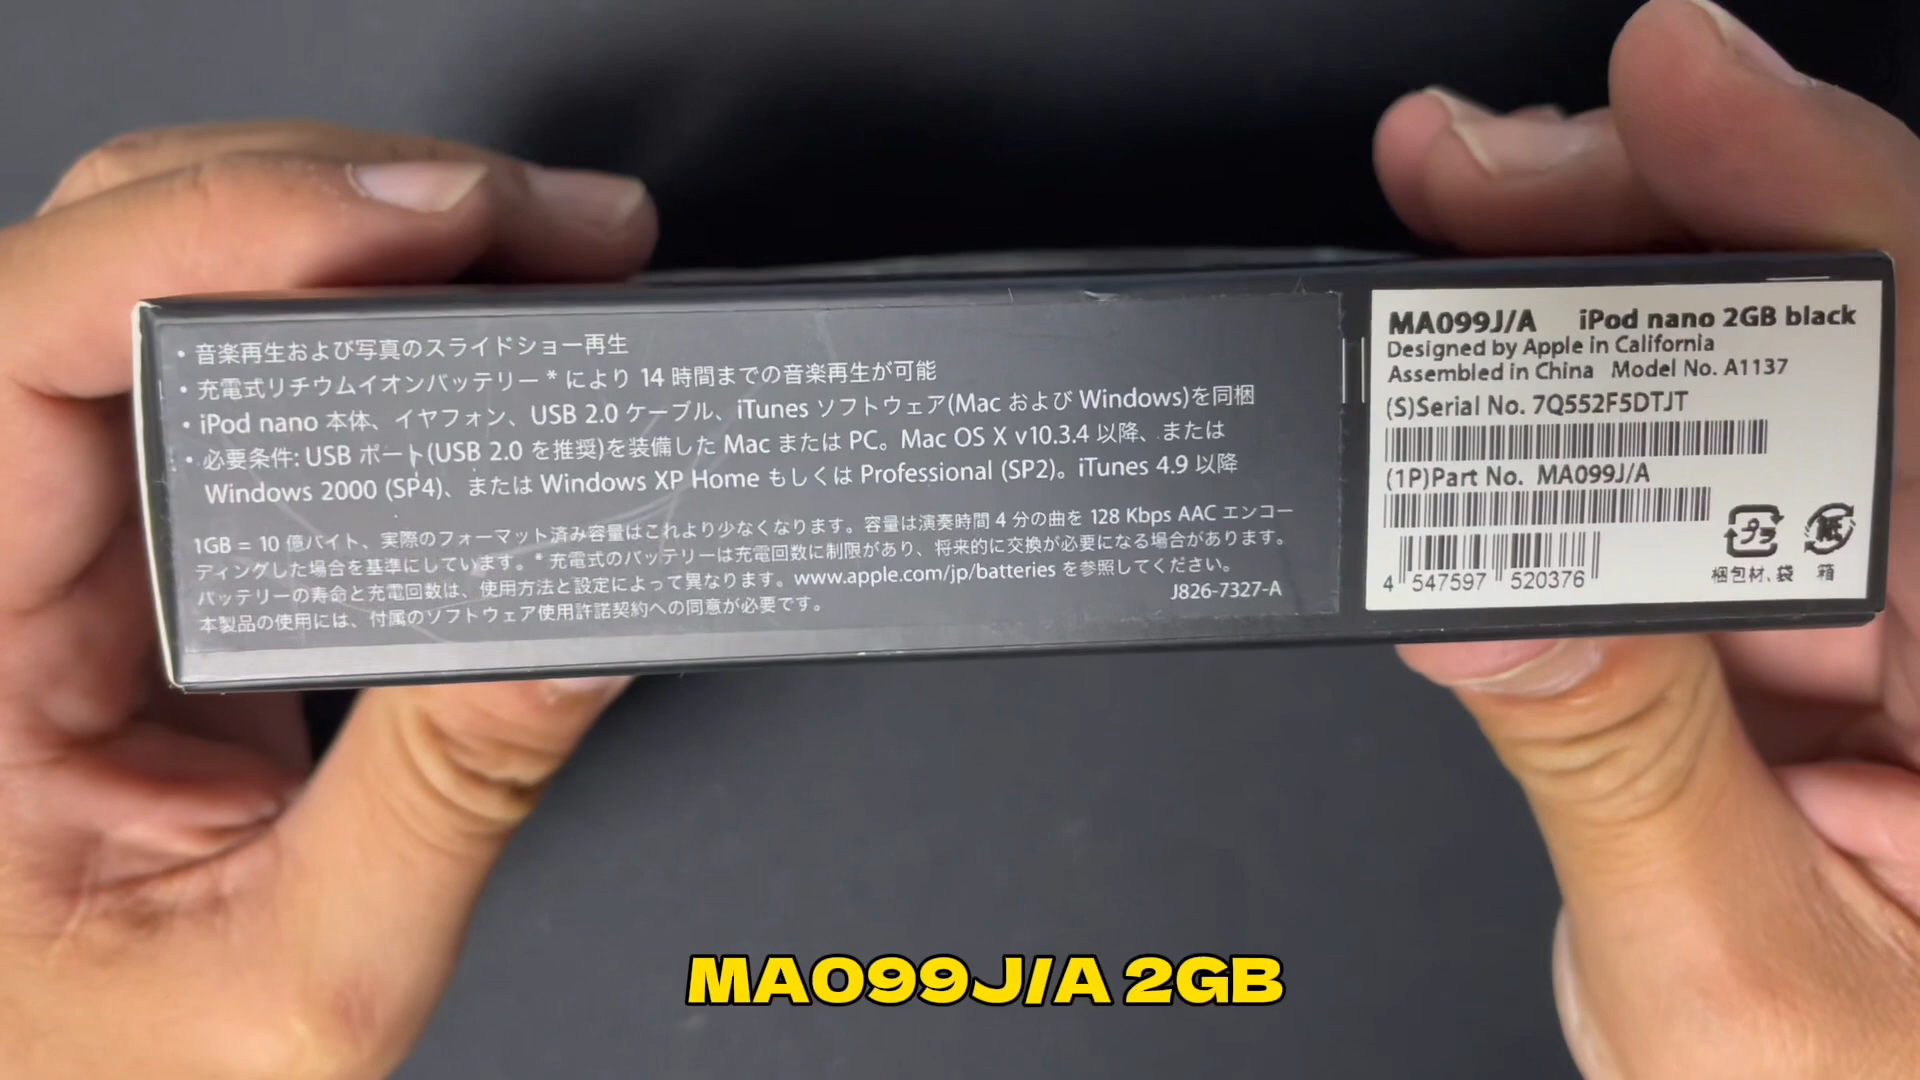 • 音楽再生および写真のスライドショー再生
• 充電式リチウムイオンバッテリー * により 14 時間までの音楽再生が可能
• iPod nano 本体、イヤフォン、USB 2.0 ケーブル、iTunes ソフトウェア(Mac および Windows)を同梱
• 必要条件: USB ポート(USB 2.0 を推奨)を装備した Mac または PC。Mac OS X v10.3.4 以降、または
Windows 2000 (SP4)、または Windows XP Home もしくは Professional (SP2)。iTunes 4.9 以降
1GB = 10 億バイト、実際のフォーマット済み容量はこれより少なくなります。容量は演奏時間 4 分の曲を 128 Kbps AAC エンコー
ディングした場合を基準にしています。* 充電式のバッテリーは充電回数に制限があり、将来的に交換が必要になる場合があります。
バッテリーの寿命と充電回数は、使用方法と設定によって異なります。www.apple.com/jp/batteries を参照してください。
本製品の使用には、付属のソフトウェア使用許諾契約への同意が必要です。
J826-7327-A
MA099J/A iPod nano 2GB black
Designed by Apple in California
Assembled in China Model No. A1137
(S)Serial No. 7Q552F5DTJT
(1P)Part No. MA099J/A
4 547597 520376
プラ 紙
梱包材、袋 箱
MA099J/A 2GB